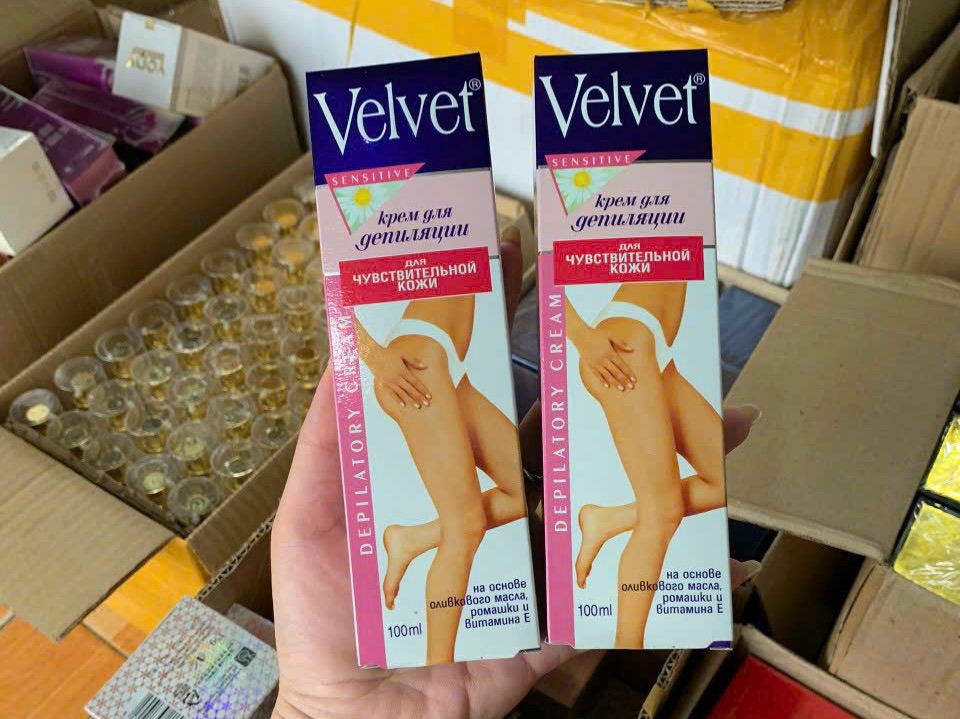 Velvet®
SENSITIVE
крем для
депиляции
для
ЧУВСТВИТЕЛЬНОЙ
КОЖИ
DEPILATORY CREAM
на основе
оливкового масла,
ромашки и
витамина Е
100ml
Velvet®
SENSITIVE
крем для
депиляции
для
ЧУВСТВИТЕЛЬНОЙ
КОЖИ
DEPILATORY CREAM
на основе
оливкового масла,
ромашки и
витамина Е
100ml